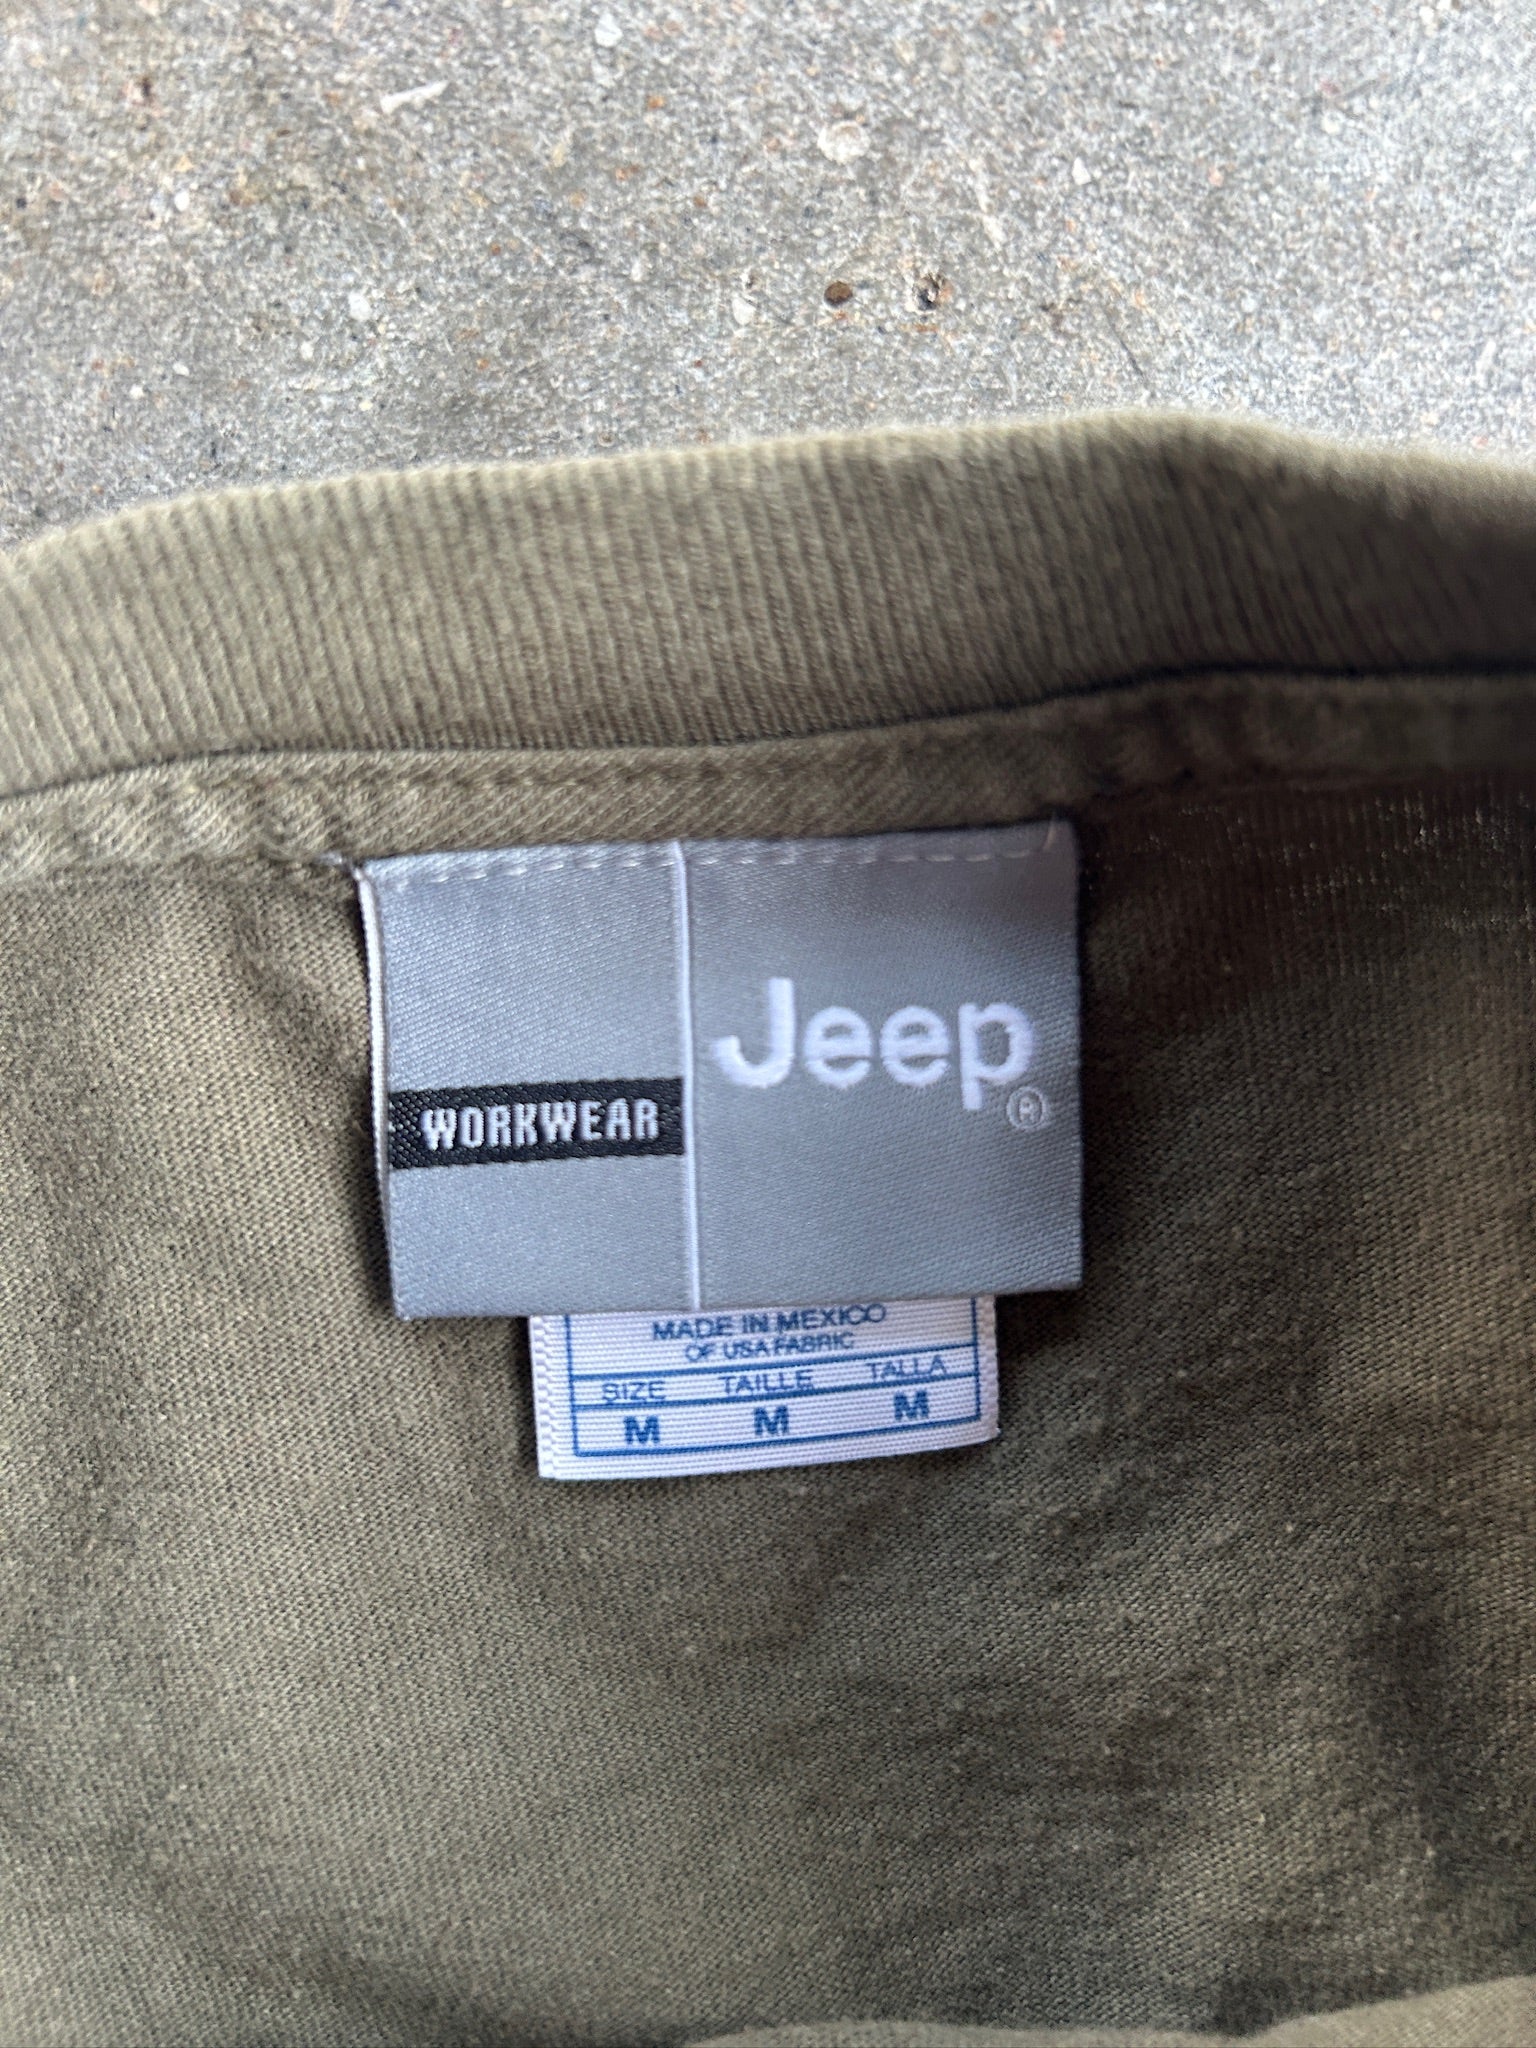 WORKWEAR
Jeep®
MADE IN MEXICO
OF USA FABRIC
SIZE TAILLE TALLA
M M M